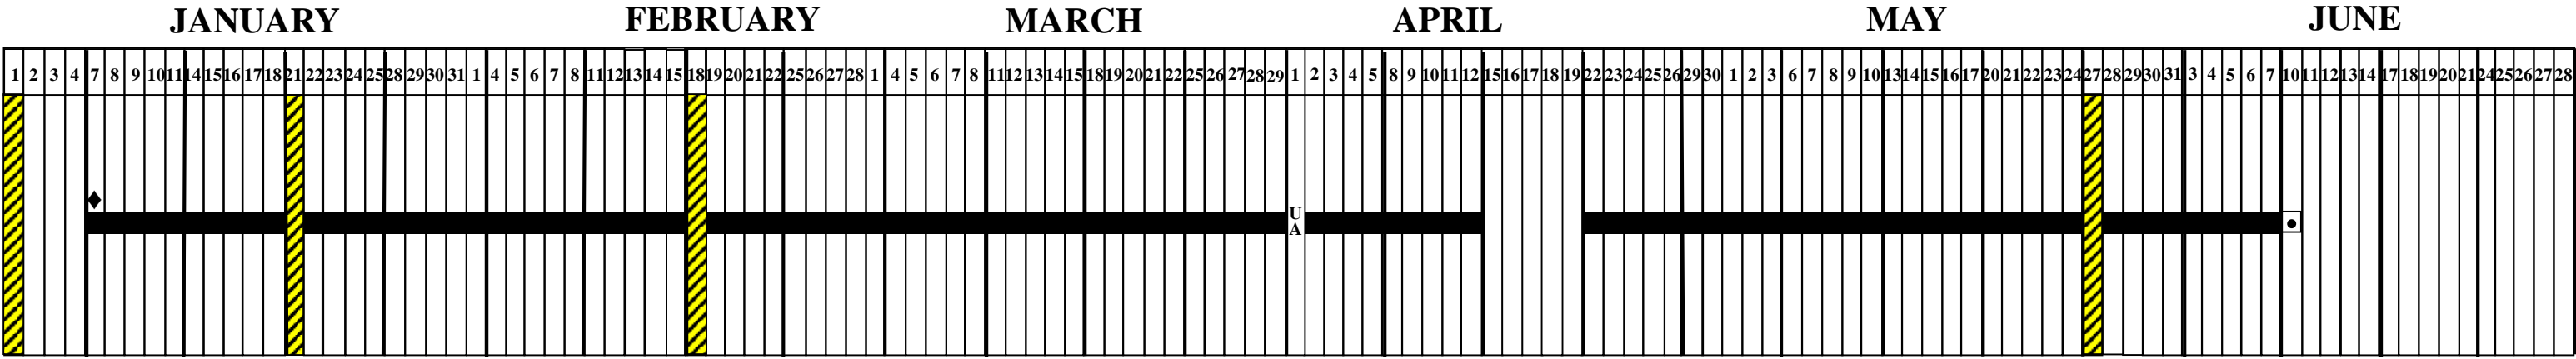 JANUARY FEBRUARY MARCH APRIL MAY JUNE
1 2 3 4 7 8 9 10 11 14 15 16 17 18 21 22 23 24 25 28 29 30 31 1 4 5 6 7 8 11 12 13 14 15 18 19 20 21 22 25 26 27 28 1 4 5 6 7 8 11 12 13 14 15 18 19 20 21 22 25 26 27 28 29 1 2 3 4 5 8 9 10 11 12 15 16 17 18 19 22 23 24 25 26 29 30 1 2 3 6 7 8 9 10 13 14 15 16 17 20 21 22 23 24 27 28 29 30 31 3 4 5 6 7 10 11 12 13 14 17 18 19 20 21 24 25 26 27 28
U
A